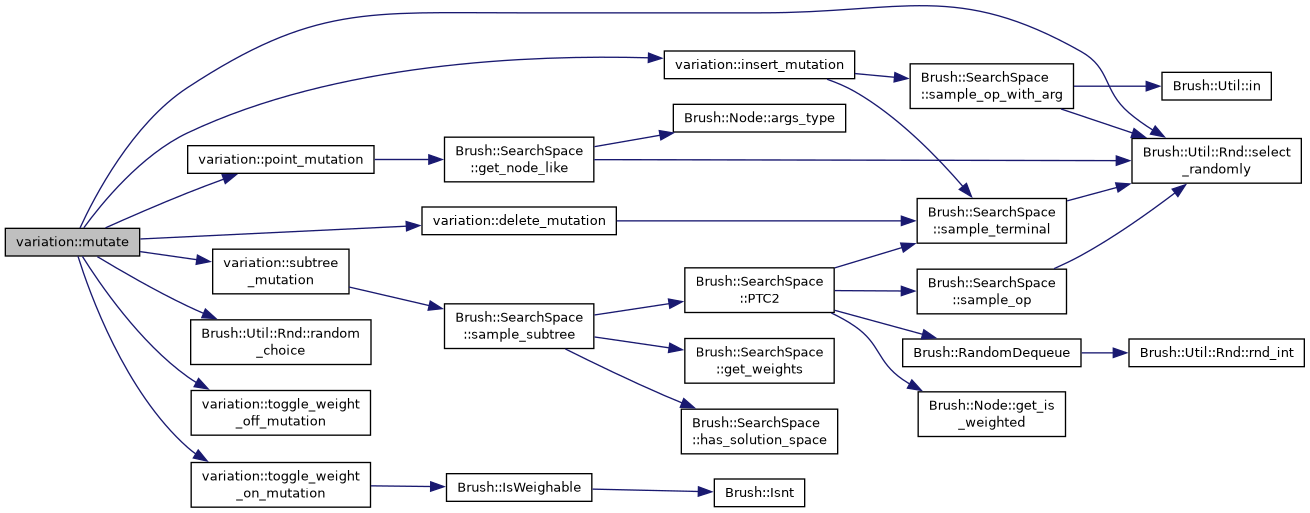 variation::mutate
variation::point_mutation
variation::subtree
_mutation
Brush::Util::Rnd::random
_choice
variation::toggle_weight
_off_mutation
variation::toggle_weight
_on_mutation
Brush::SearchSpace
::get_node_like
variation::delete_mutation
Brush::SearchSpace
::sample_subtree
Brush::IsWeighable
variation::insert_mutation
Brush::Node::args_type
Brush::SearchSpace
::PTC2
Brush::SearchSpace
::get_weights
Brush::SearchSpace
::has_solution_space
Brush::Isnt
Brush::SearchSpace
::sample_op_with_arg
Brush::SearchSpace
::sample_terminal
Brush::SearchSpace
::sample_op
Brush::RandomDequeue
Brush::Node::get_is
_weighted
Brush::Util::in
Brush::Util::Rnd::select
_randomly
Brush::Util::Rnd::rnd_int